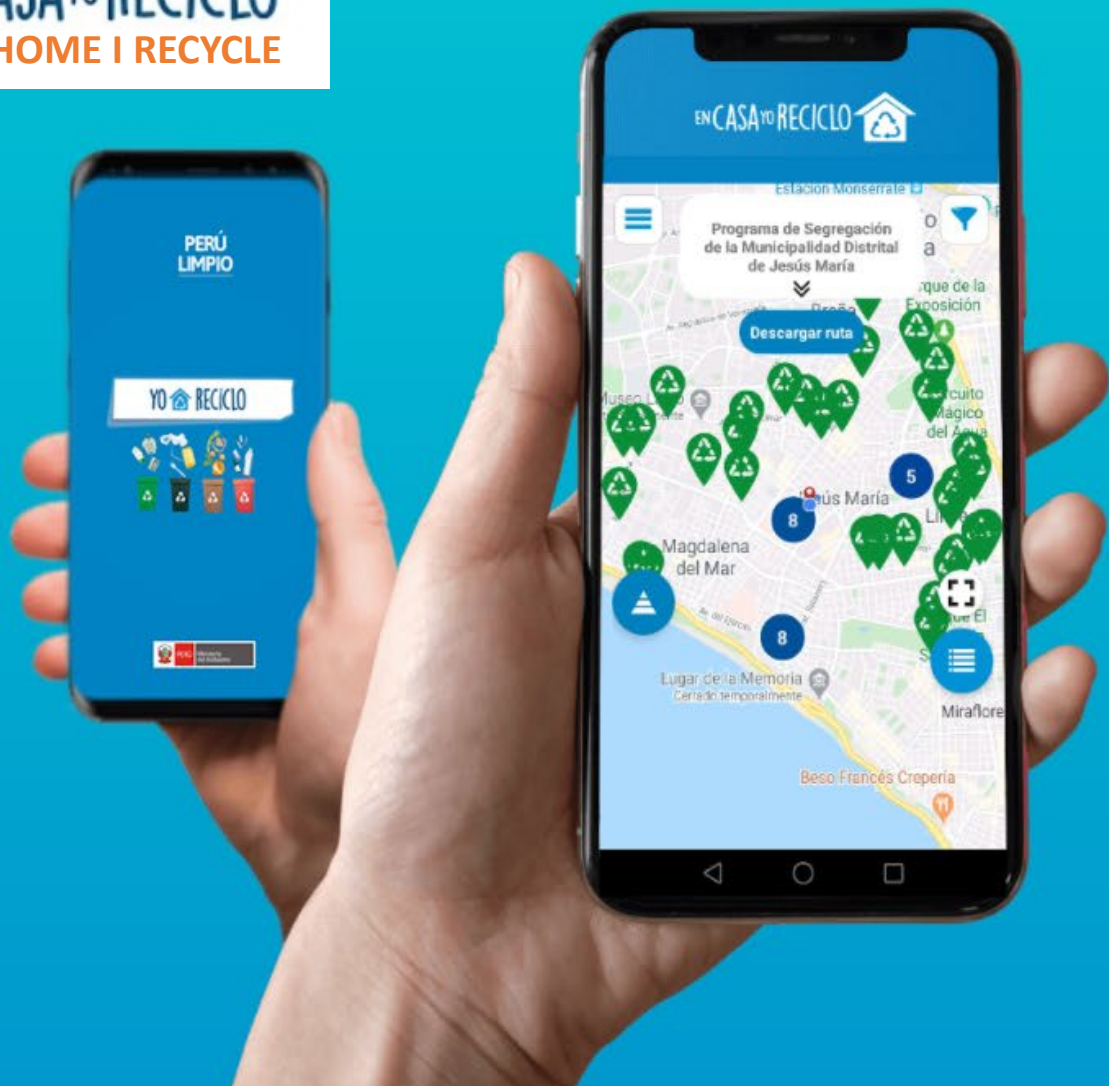 HOME I RECYCLE
PERÚ
LIMPIO
YO RECICLO
PERÚ
EN CASA YO RECICLO
Estación Monserrate
Programa de Segregación
de la Municipalidad Distrital
de Jesús María
Descargar ruta
Exposición
Circuito
Mágico
del Agua
5
8
Magdalena
del Mar
8
Lugar de la Memoria
Cerrado temporalmente
Miraflore
Beso Francés Crepería